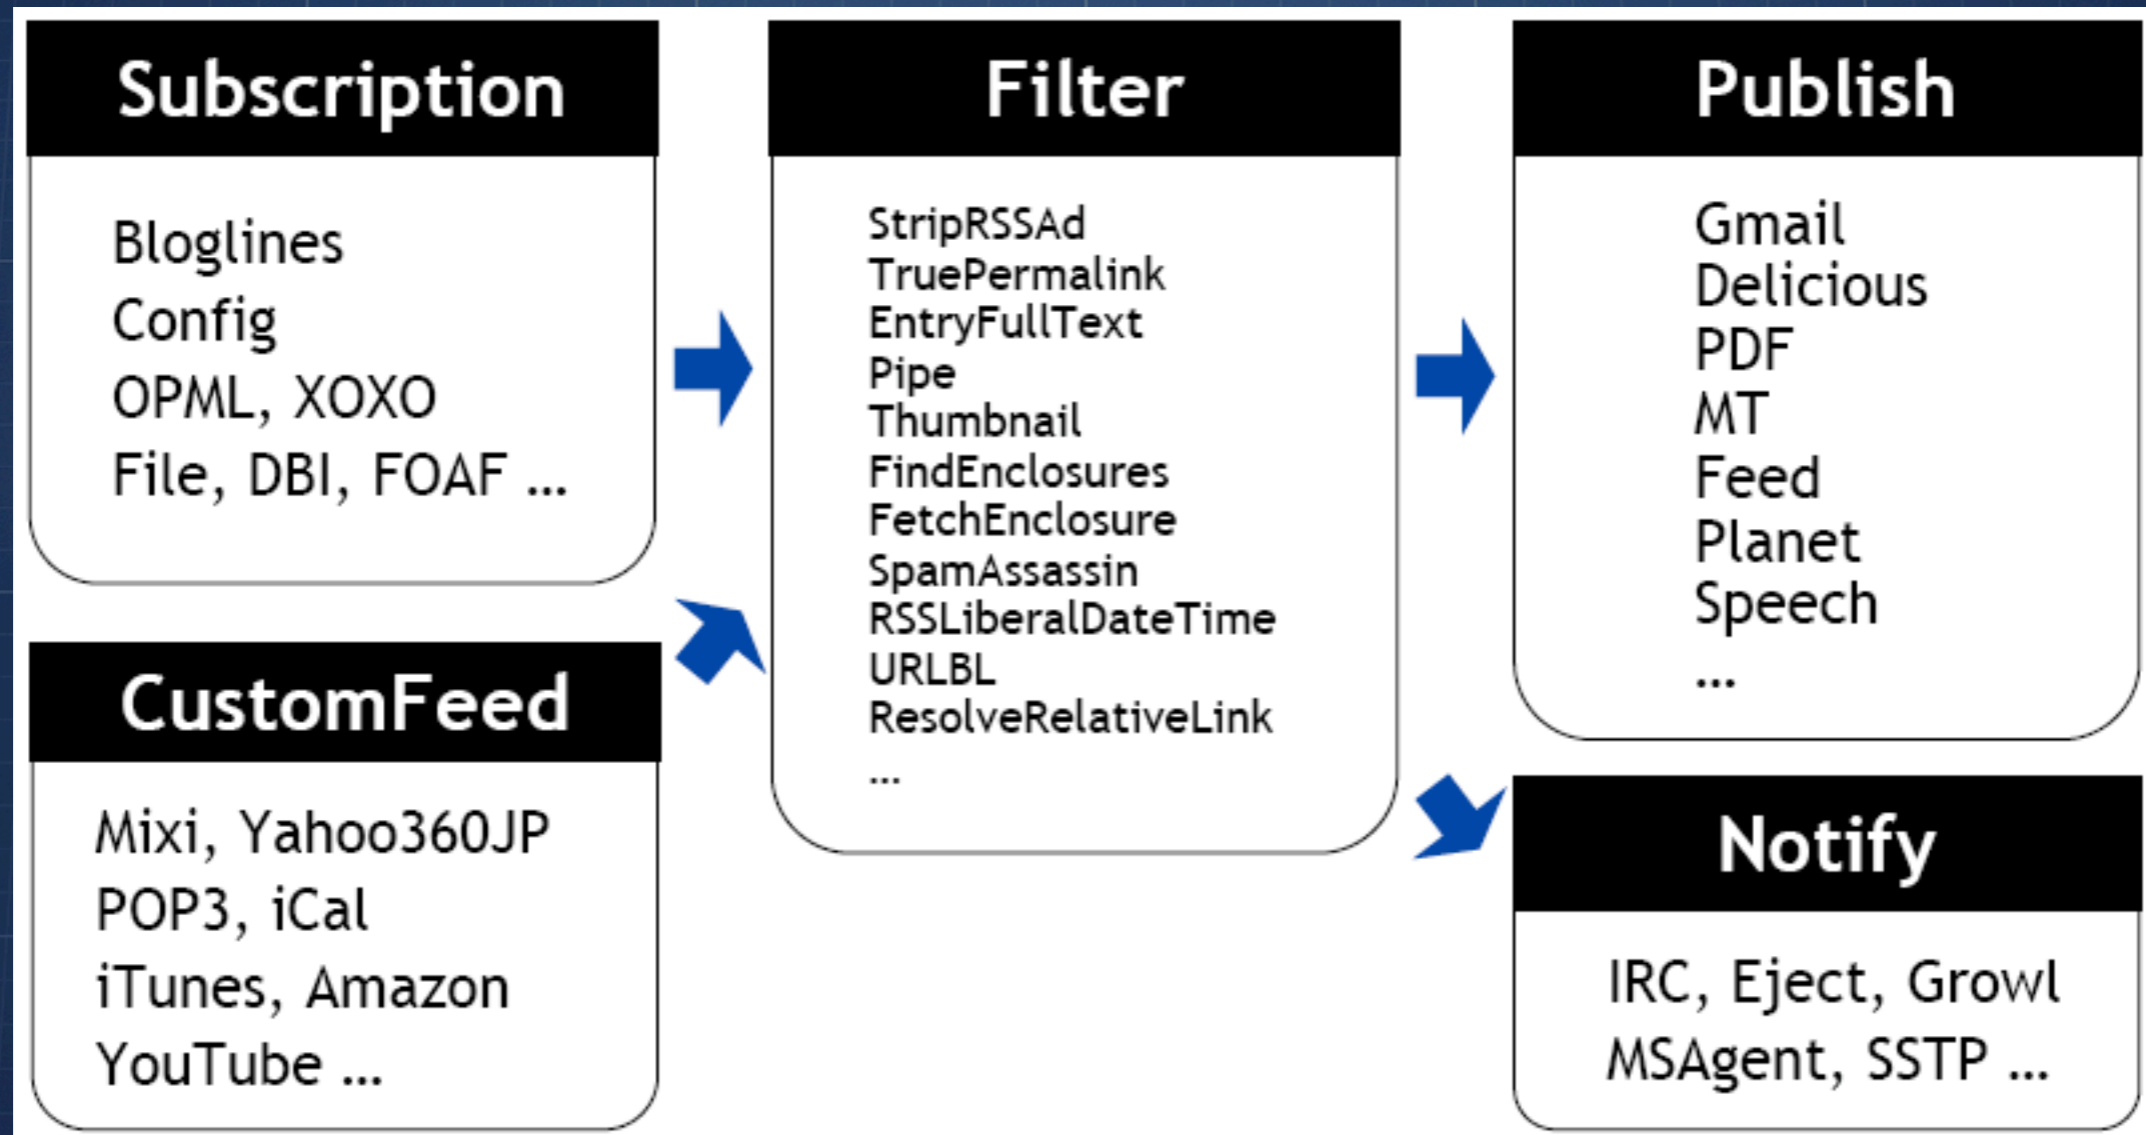 Subscription
Bloglines
Config
OPML, XOXO
File, DBI, FOAF ...
CustomFeed
Mixi, Yahoo360JP
POP3, iCal
iTunes, Amazon
YouTube ...
Filter
StripRSSAd
TruePermalink
EntryFullText
Pipe
Thumbnail
FindEnclosures
FetchEnclosure
SpamAssassin
RSSLiberalDateTime
URLBL
ResolveRelativeLink
...
Publish
Gmail
Delicious
PDF
MT
Feed
Planet
Speech
...
Notify
IRC, Eject, Growl
MSAgent, SSTP ...